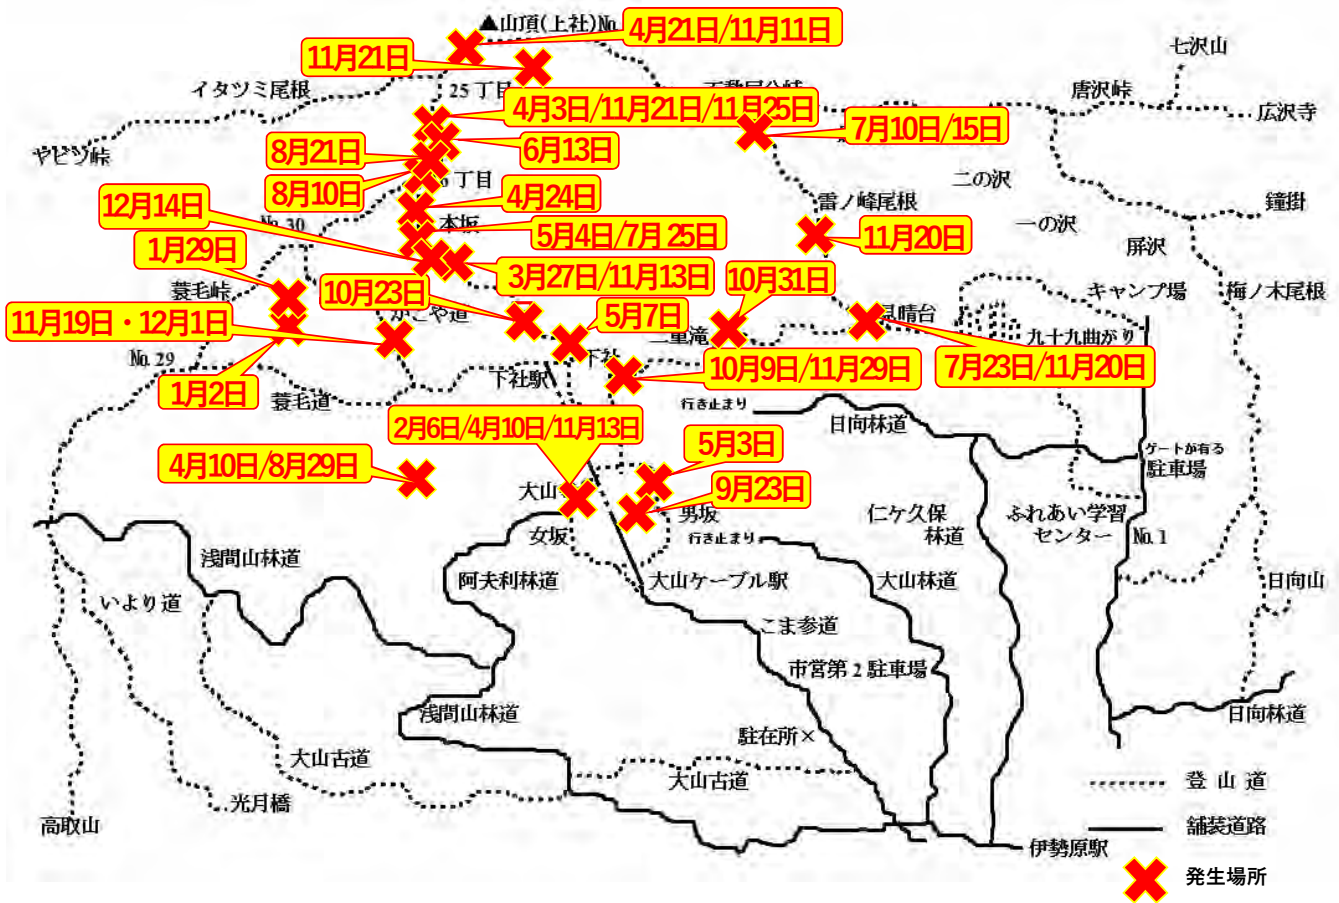 ▲山頂(上社)No.
4月21日/11月11日
七沢山
11月21日
イタツミ尾根
25丁目
唐沢峠
広沢寺
4月3日/11月21日/11月25日
7月10日/15日
ヤビツ峠
8月21日
6月13日
8月10日
丁目
二の沢
12月14日
4月24日
雷ノ峰尾根
鐘掛
No.30
本坂
一の沢
1月29日
5月4日/7月25日
11月20日
屏沢
3月27日/11月13日
10月31日
蓑毛峠
10月23日
キャンプ場
梅ノ木尾根
11月19日・12月1日
かごや道
5月7日
二重滝
見晴台
九十九曲がり
No.29
下社
10月9日/11月29日
7月23日/11月20日
1月2日
下社駅
蓑毛道
行き止まり
日向林道
2月6日/4月10日/11月13日
5月3日
ゲートが有る
駐車場
4月10日/8月29日
大山
9月23日
女坂
男坂
行き止まり
仁ケ久保
林道
ふれあい学習
センター
No.1
浅間山林道
阿夫利林道
大山ケーブル駅
大山林道
日向山
いより道
こま参道
市営第2駐車場
浅間山林道
日向林道
駐在所×
大山古道
大山古道
登山道
光月橋
高取山
舗装道路
伊勢原駅
発生場所